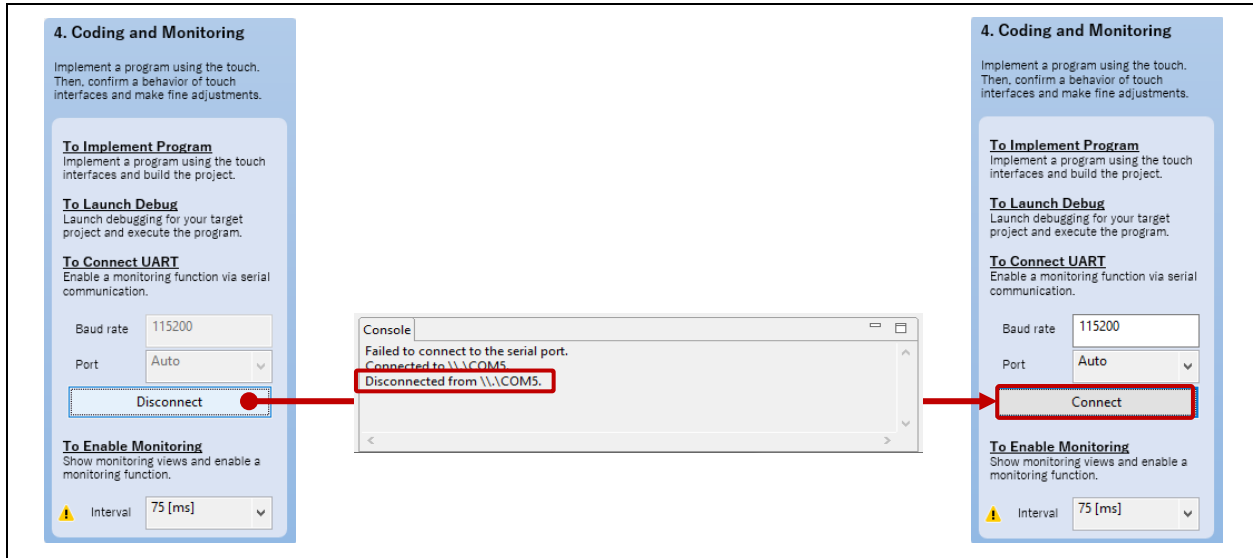 4. Coding and Monitoring
Implement a program using the touch.
Then, confirm a behavior of touch
interfaces and make fine adjustments.
To Implement Program
Implement a program using the touch
interfaces and build the project.
To Launch Debug
Launch debugging for your target
project and execute the program.
To Connect UART
Enable a monitoring function via serial
communication.
Baud rate 115200
Port Auto
Disconnect
To Enable Monitoring
Show monitoring views and enable a
monitoring function.
Interval 75 [ms]
Console
Failed to connect to the serial port.
Connected to \\.\COM5.
Disconnected from \\.\COM5.
4. Coding and Monitoring
Implement a program using the touch.
Then, confirm a behavior of touch
interfaces and make fine adjustments.
To Implement Program
Implement a program using the touch
interfaces and build the project.
To Launch Debug
Launch debugging for your target
project and execute the program.
To Connect UART
Enable a monitoring function via serial
communication.
Baud rate 115200
Port Auto
Connect
To Enable Monitoring
Show monitoring views and enable a
monitoring function.
Interval 75 [ms]